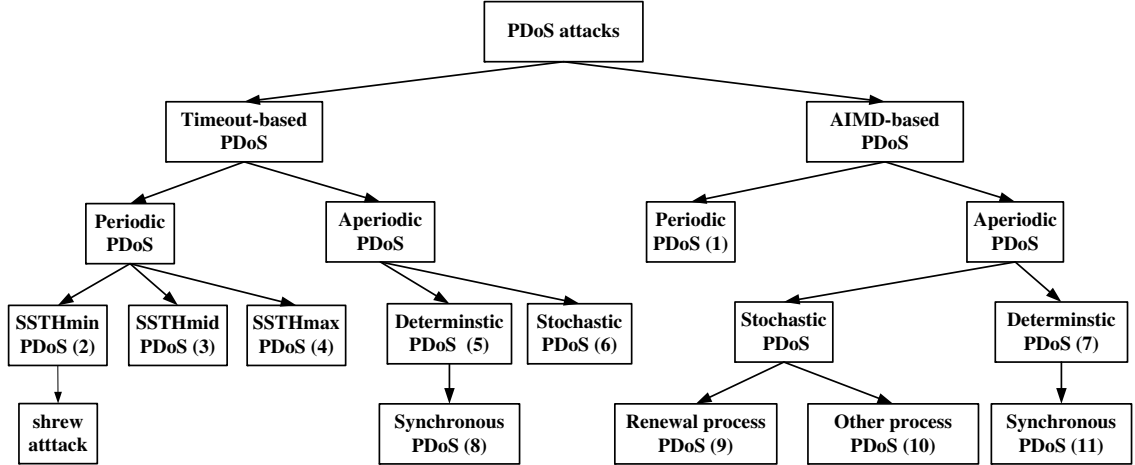 PDoS attacks
Timeout-based
PDoS
AIMD-based
PDoS
Periodic
PDoS
Aperiodic
PDoS
Periodic
PDoS (1)
Aperiodic
PDoS
SSTHmin
PDoS (2)
SSTHmid
PDoS (3)
SSTHmax
PDoS (4)
Determinstic
PDoS (5)
Stochastic
PDoS (6)
Stochastic
PDoS
Determinstic
PDoS (7)
shrew
atttack
Synchronous
PDoS (8)
Renewal process
PDoS (9)
Other process
PDoS (10)
Synchronous
PDoS (11)